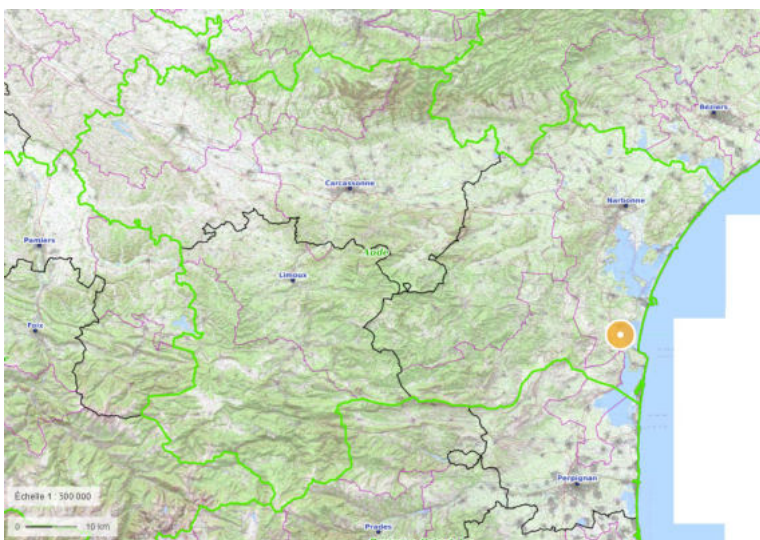 Béziers
Carcassonne
Narbonne
Pamiers
l'Aude
Limoux
Foix
Échelle 1 : 500 000
0 10 km
Perpignan
Prades